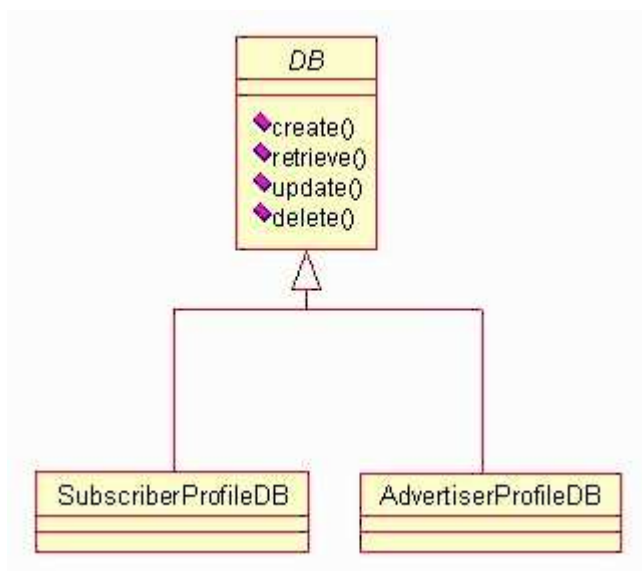 DB
create()
retrieve()
update()
delete()
SubscriberProfileDB
AdvertiserProfileDB